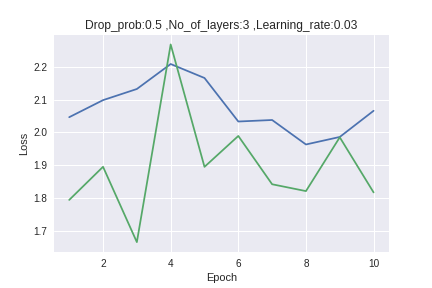 Drop_prob:0.5 ,No_of_layers:3 ,Learning_rate:0.03
2.2
2.1
2.0
1.9
1.8
1.7
Loss
2 4 6 8 10
Epoch